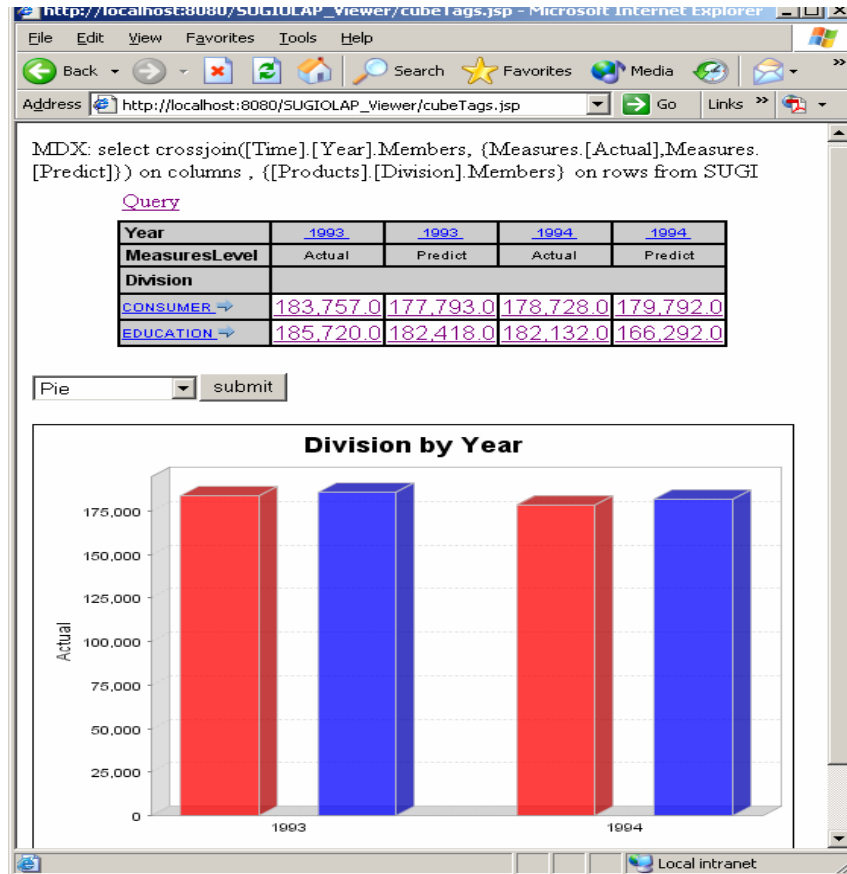 http://localhost:8080/SUGIOLAP_Viewer/cubeTags.jsp - Microsoft Internet Explorer
File Edit View Favorites Tools Help
Back Search Favorites Media »
Address http://localhost:8080/SUGIOLAP_Viewer/cubeTags.jsp Go Links »
MDX: select crossjoin([Time].[Year].Members, {Measures.[Actual],Measures.
[Predict]}) on columns , {[Products].[Division].Members} on rows from SUGI
Query
Year 1993 1993 1994 1994
MeasuresLevel Actual Predict Actual Predict
Division
CONSUMER 183,757.0 177,793.0 178,728.0 179,792.0
EDUCATION 185,720.0 182,418.0 182,132.0 166,292.0
Pie submit
Division by Year
175,000
150,000
125,000
100,000
75,000
50,000
25,000
0
Actual
1993 1994
Local intranet